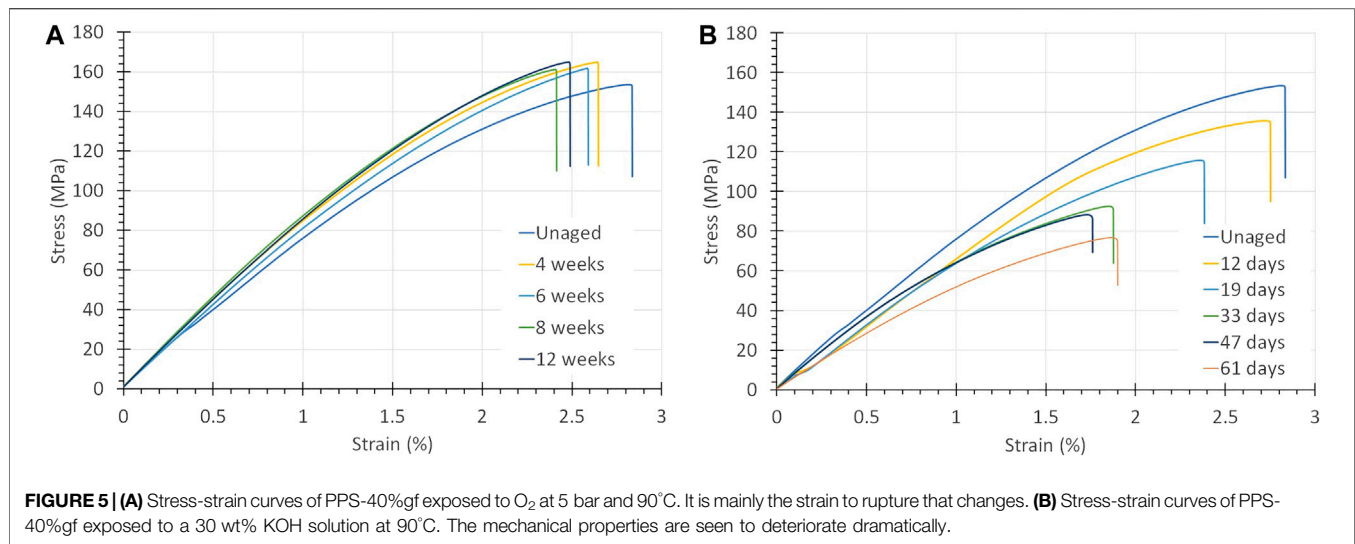 A
180
160
140
120
100
80
60
40
20
0
Stress (MPa)
0 0.5 1 1.5 2 2.5 3
Strain (%)
Unaged
4 weeks
6 weeks
8 weeks
12 weeks
B
180
160
140
120
100
80
60
40
20
0
Stress (MPa)
0 0.5 1 1.5 2 2.5 3
Strain (%)
Unaged
12 days
19 days
33 days
47 days
61 days
FIGURE 5 | (A) Stress-strain curves of PPS-40%gf exposed to O₂ at 5 bar and 90°C. It is mainly the strain to rupture that changes. (B) Stress-strain curves of PPS-
40%gf exposed to a 30 wt% KOH solution at 90°C. The mechanical properties are seen to deteriorate dramatically.